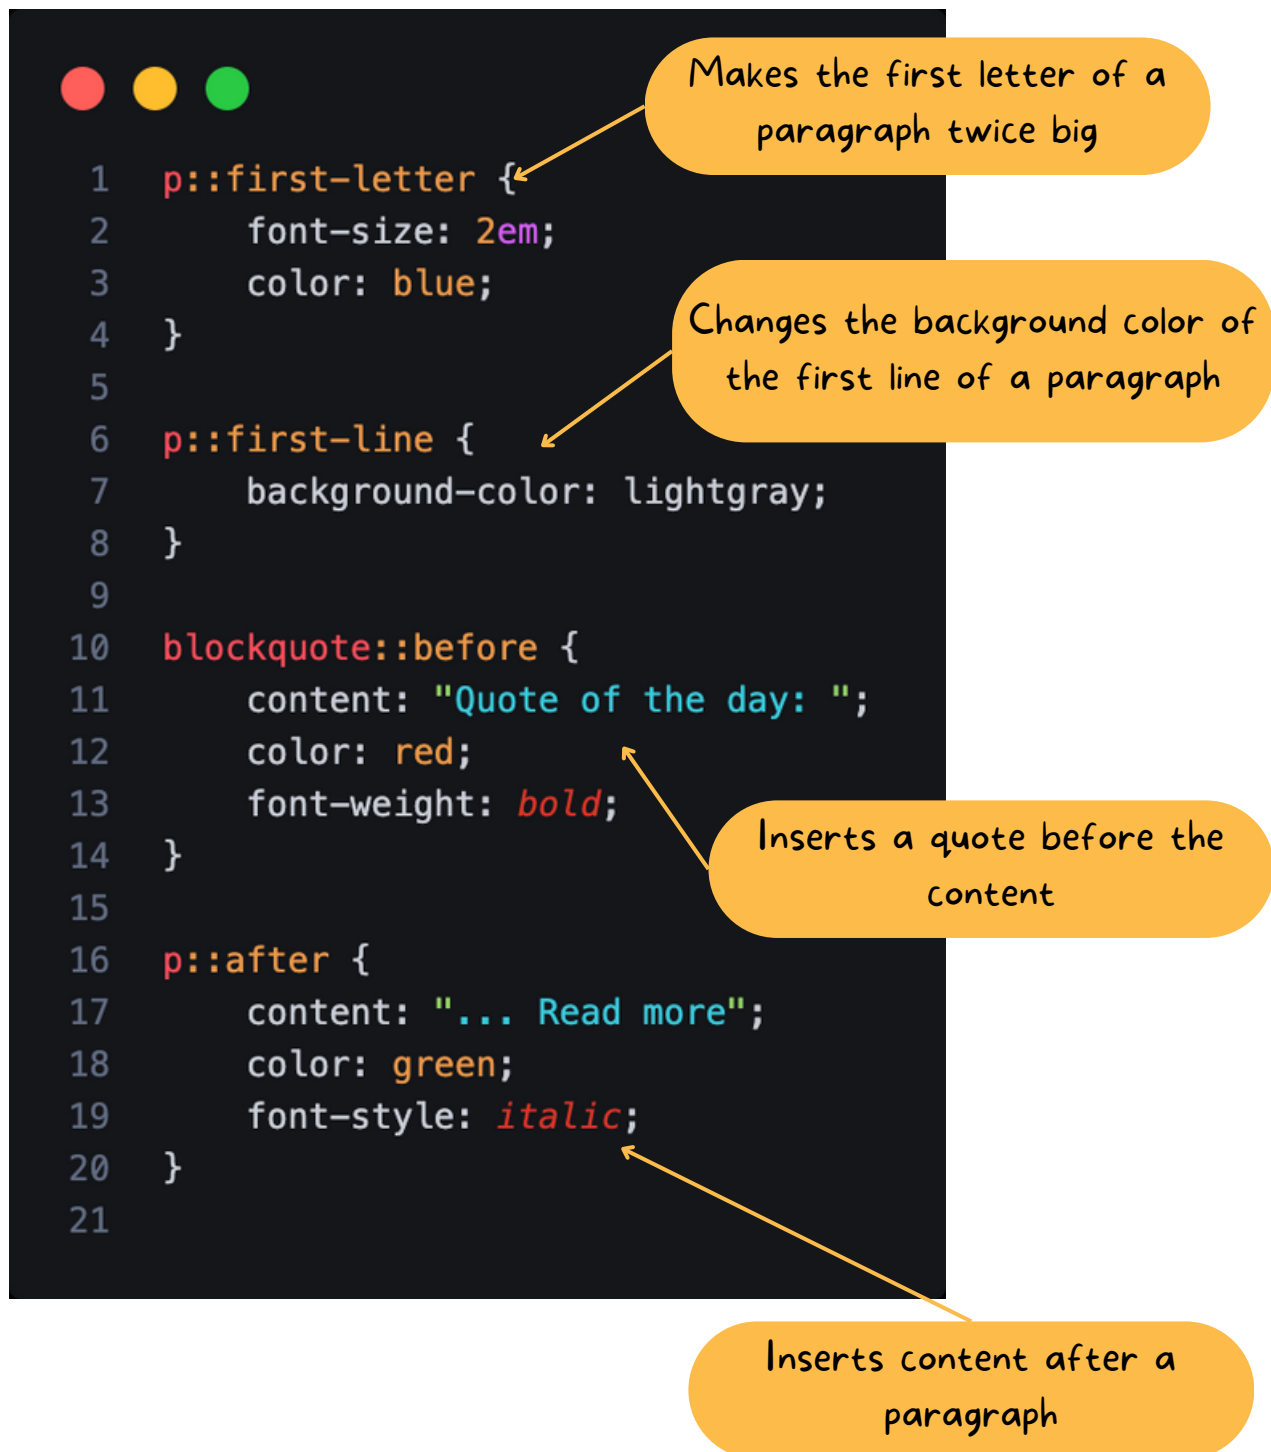 Makes the first letter of a
paragraph twice big
1 p::first-letter {
2     font-size: 2em;
3     color: blue;
4 }
5
Changes the background color of
the first line of a paragraph
6 p::first-line {
7     background-color: lightgray;
8 }
9
10 blockquote::before {
11     content: "Quote of the day: ";
12     color: red;
13     font-weight: bold;
14 }
15
Inserts a quote before the
content
16 p::after {
17     content: "... Read more";
18     color: green;
19     font-style: italic;
20 }
21
Inserts content after a
paragraph